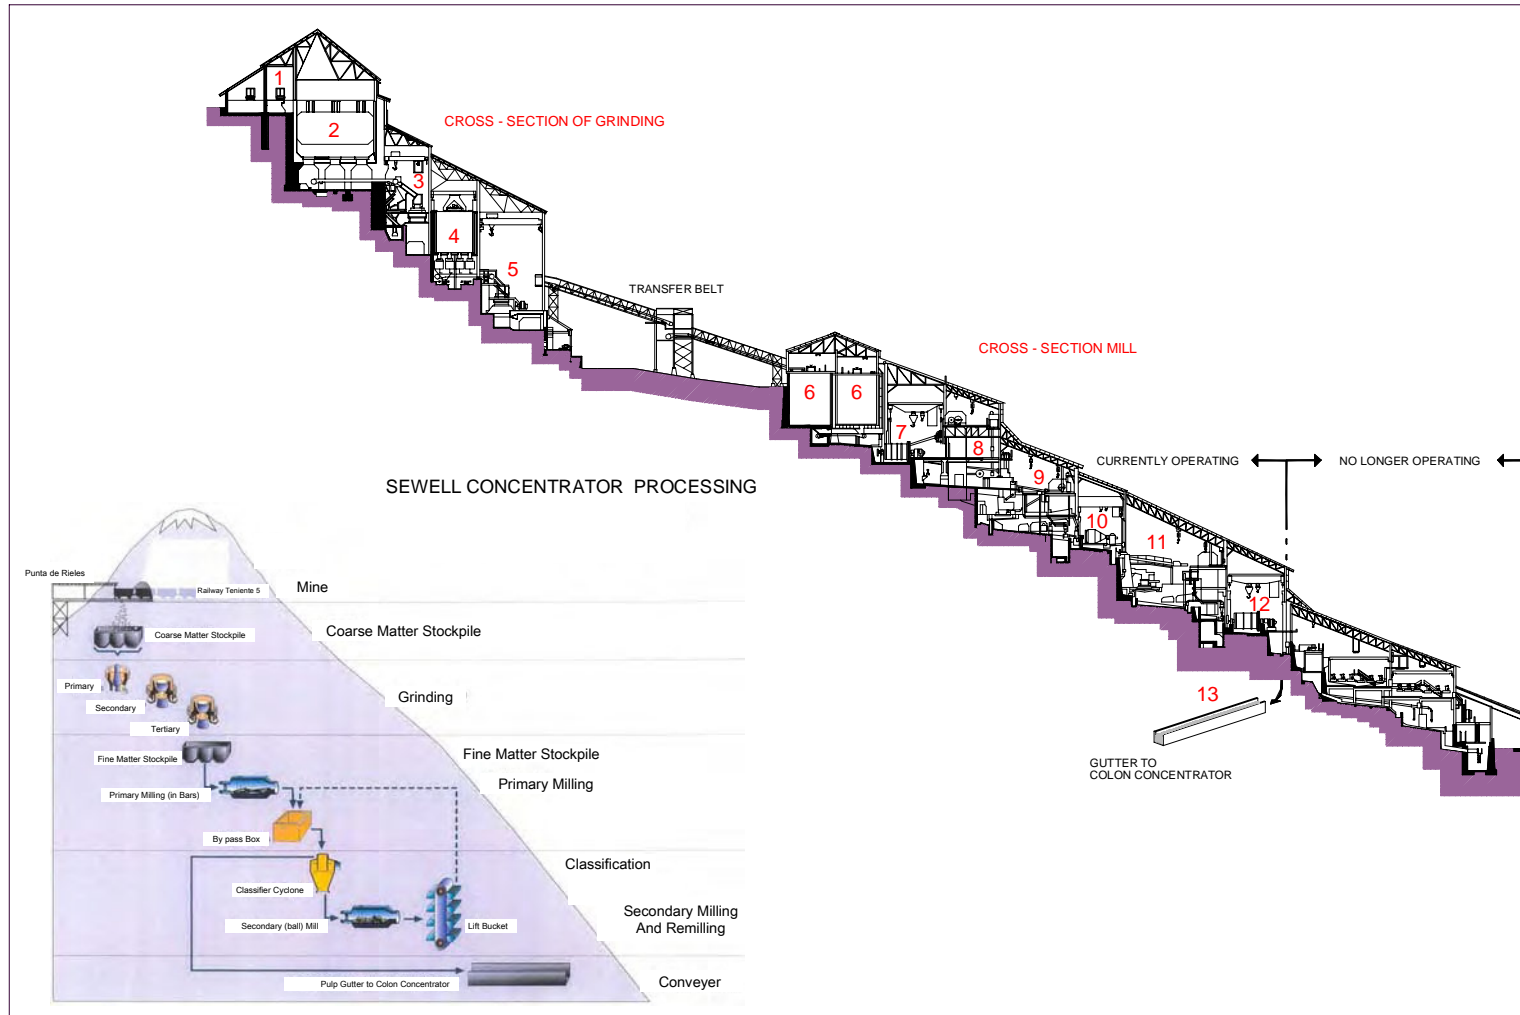 1
2
CROSS - SECTION OF GRINDING
3
4
5
TRANSFER BELT
CROSS - SECTION MILL
6
6
7
8
9
CURRENTLY OPERATING
NO LONGER OPERATING
10
11
12
13
GUTTER TO
COLON CONCENTRATOR
SEWELL CONCENTRATOR PROCESSING
Punta de Rieles
Railway Teniente 5
Mine
Coarse Matter Stockpile
Coarse Matter Stockpile
Primary
Secondary
Tertiary
Grinding
Fine Matter Stockpile
Fine Matter Stockpile
Primary Milling (in Bars)
Primary Milling
By pass Box
Classification
Classifier Cyclone
Secondary (ball) Mill
Lift Bucket
Secondary Milling
And Remilling
Pulp Gutter to Colon Concentrator
Conveyer